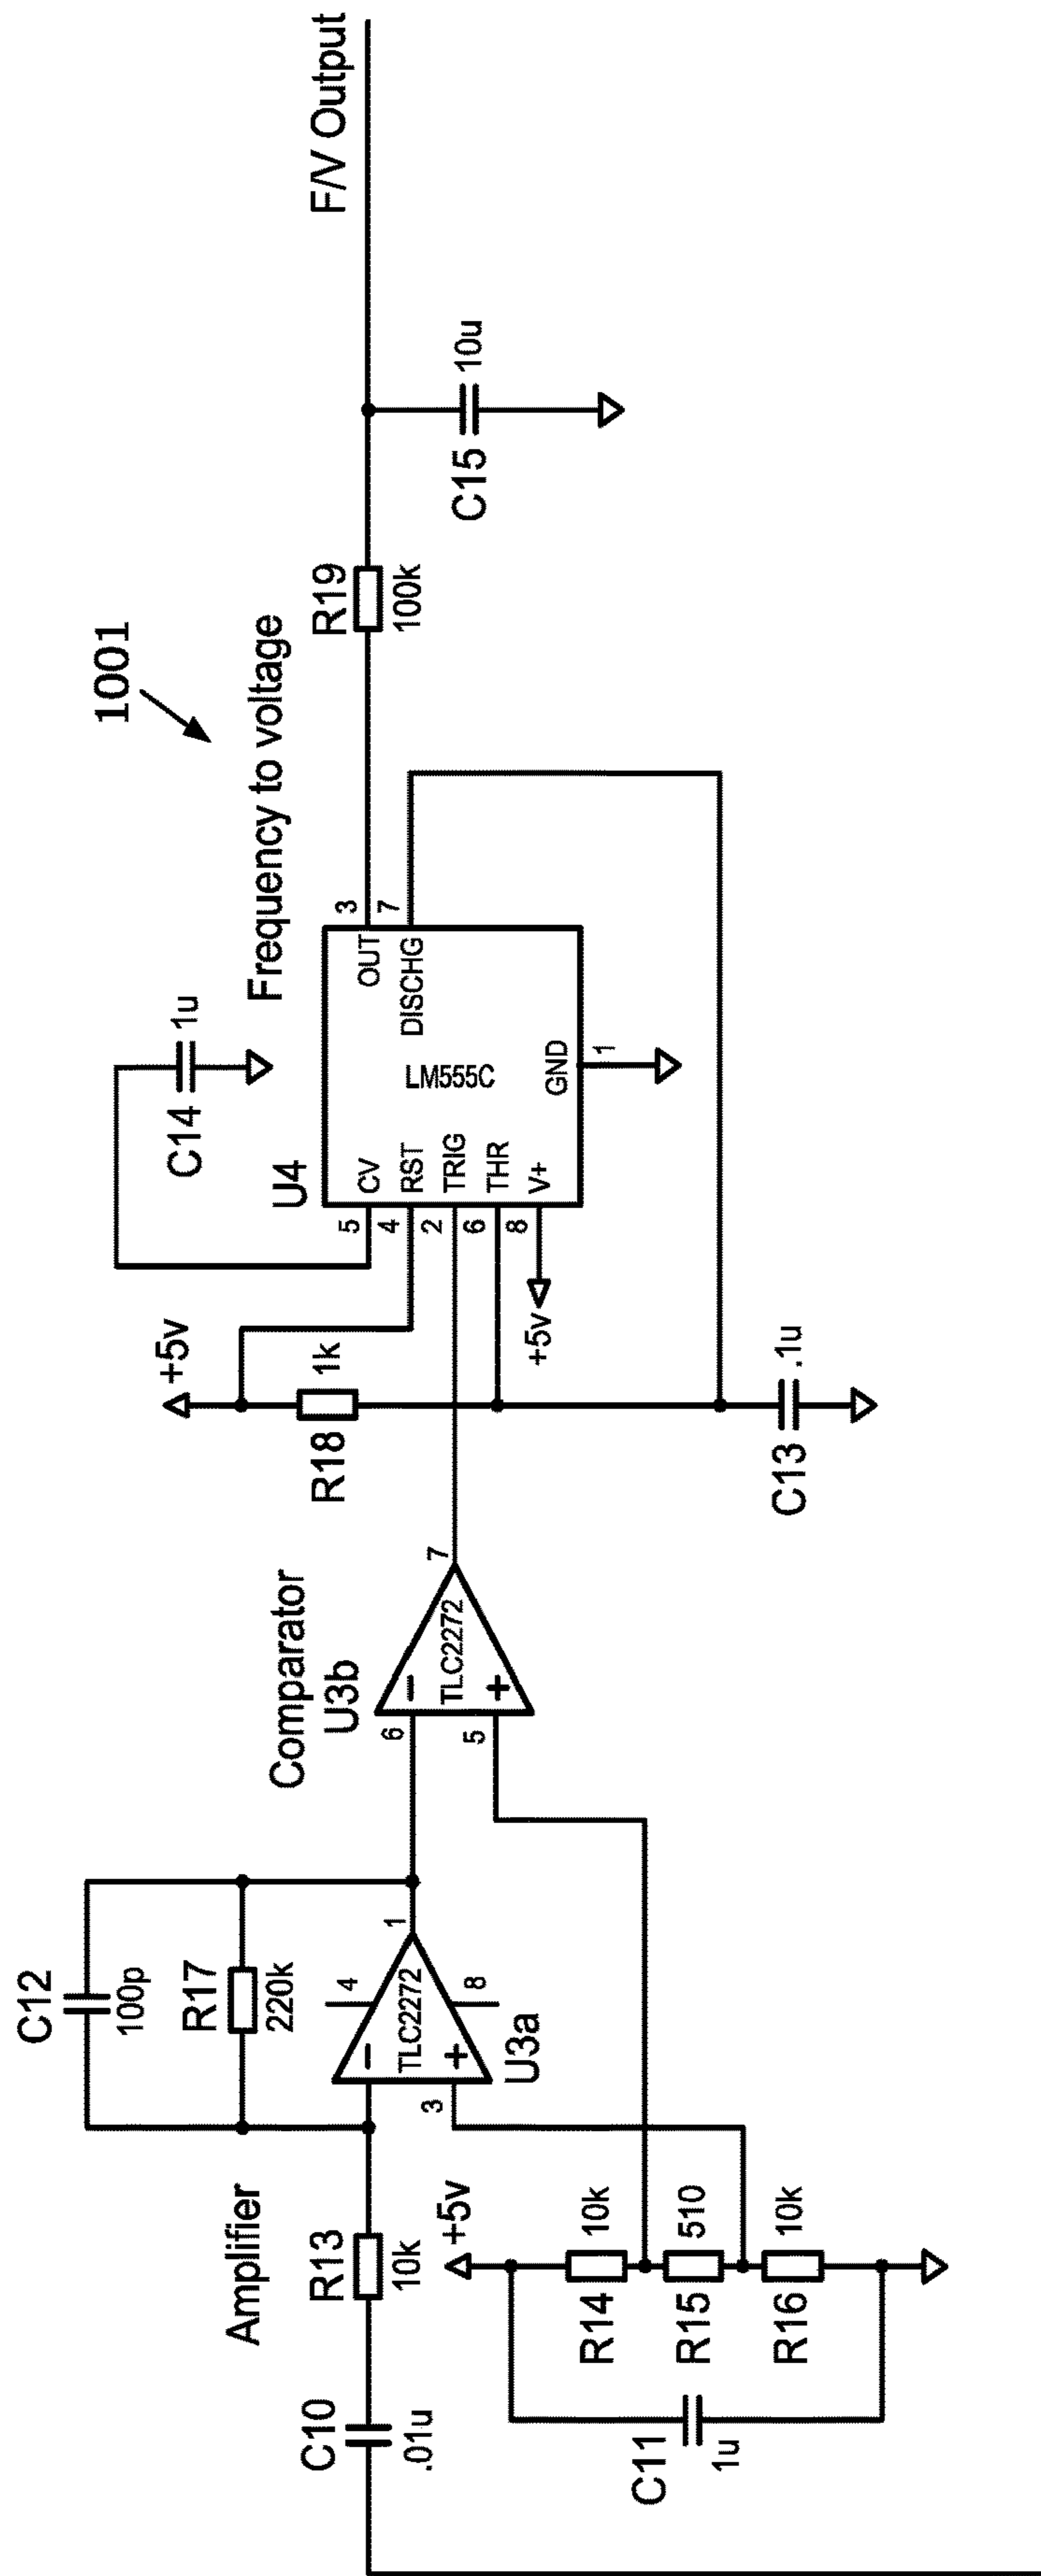 1001
Frequency to voltage
F/V Output
Amplifier
Comparator
C10
.01u
R13
10k
C12
100p
R17
220k
4
1
TLC2272
3
8
U3a
+5v
R14
10k
R15
510
R16
10k
C11
1u
U3b
6
7
TLC2272
5
-
+
-
+
+5v
R18
1k
C13
.1u
C14
1u
U4
5
CV
4
RST
2
TRIG
6
THR
8
V+
+5v
LM555C
3
OUT
7
DISCHG
GND
1
R19
100k
C15
10u